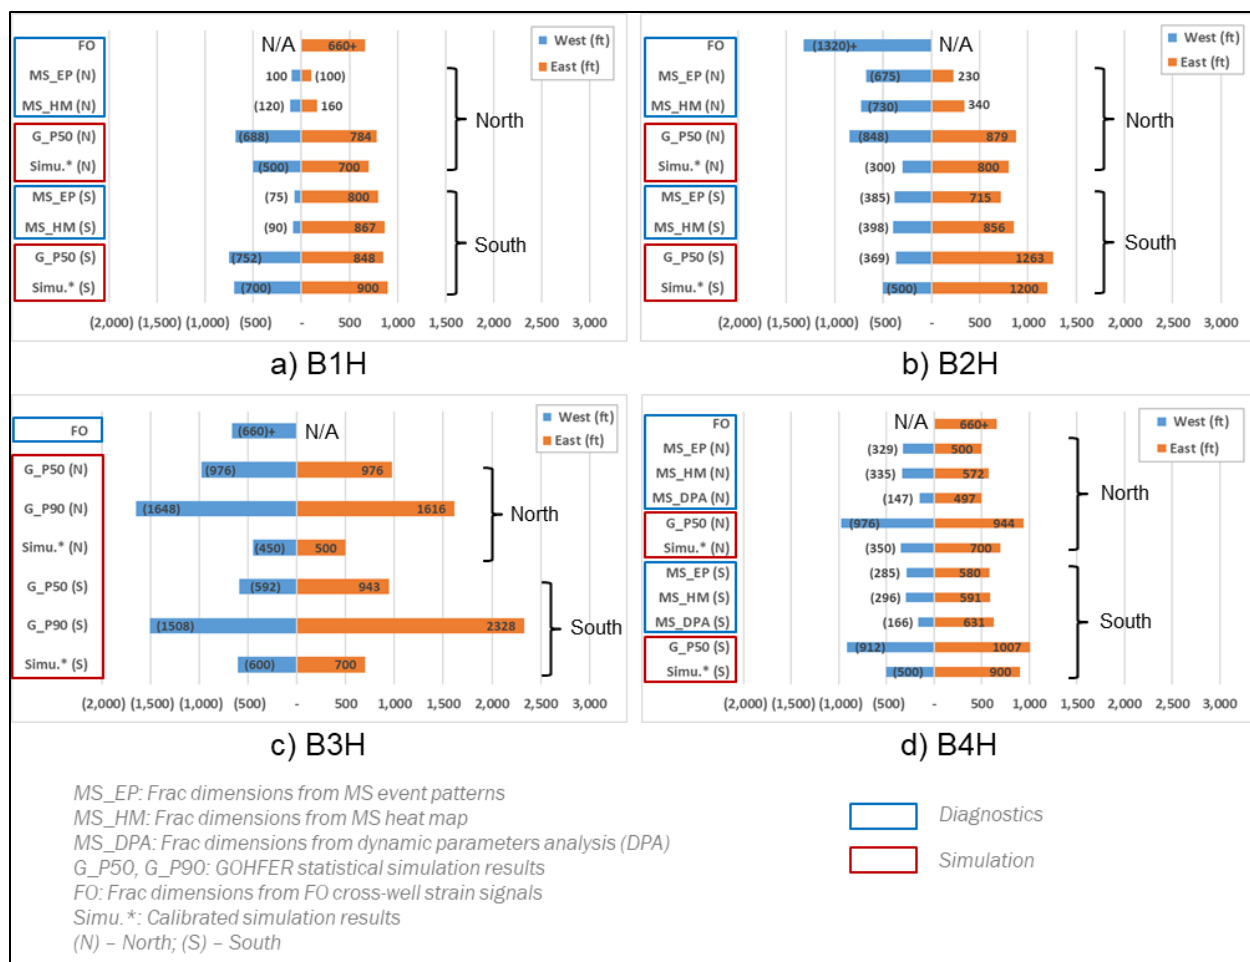 West (ft)
East (ft)
FO N/A 660+
MS_EP (N) 100 (100)
MS_HM (N) (120) 160
G_P50 (N) (688) 784
Simu.* (N) (500) 700
North
MS_EP (S) (75) 800
MS_HM (S) (90) 867
G_P50 (S) (752) 848
Simu.* (S) (700) 900
South
(2,000) (1,500) (1,000) (500) - 500 1,000 1,500 2,000 2,500 3,000
a) B1H
West (ft)
East (ft)
FO (1320)+ N/A
MS_EP (N) (675) 230
MS_HM (N) (730) 340
G_P50 (N) (848) 879
Simu.* (N) (300) 800
North
MS_EP (S) (385) 715
MS_HM (S) (398) 856
G_P50 (S) (369) 1263
Simu.* (S) (500) 1200
South
(2,000) (1,500) (1,000) (500) - 500 1,000 1,500 2,000 2,500 3,000
b) B2H
West (ft)
East (ft)
FO (660)+ N/A
G_P50 (N) (976) 976
G_P90 (N) (1648) 1616
Simu.* (N) (450) 500
North
G_P50 (S) (592) 943
G_P90 (S) (1508) 2328
Simu.* (S) (600) 700
South
(2,000) (1,500) (1,000) (500) - 500 1,000 1,500 2,000 2,500 3,000
c) B3H
West (ft)
East (ft)
FO N/A 660+
MS_EP (N) (329) 500
MS_HM (N) (335) 572
MS_DPA (N) (147) 497
G_P50 (N) (976) 944
Simu.* (N) (350) 700
North
MS_EP (S) (285) 580
MS_HM (S) (296) 591
MS_DPA (S) (166) 631
G_P50 (S) (912) 1007
Simu.* (S) (500) 900
South
(2,000) (1,500) (1,000) (500) - 500 1,000 1,500 2,000 2,500 3,000
d) B4H
MS_EP: Frac dimensions from MS event patterns
MS_HM: Frac dimensions from MS heat map
MS_DPA: Frac dimensions from dynamic parameters analysis (DPA)
G_P50, G_P90: GOHFER statistical simulation results
FO: Frac dimensions from FO cross-well strain signals
Simu.*: Calibrated simulation results
(N) – North; (S) – South
Diagnostics
Simulation